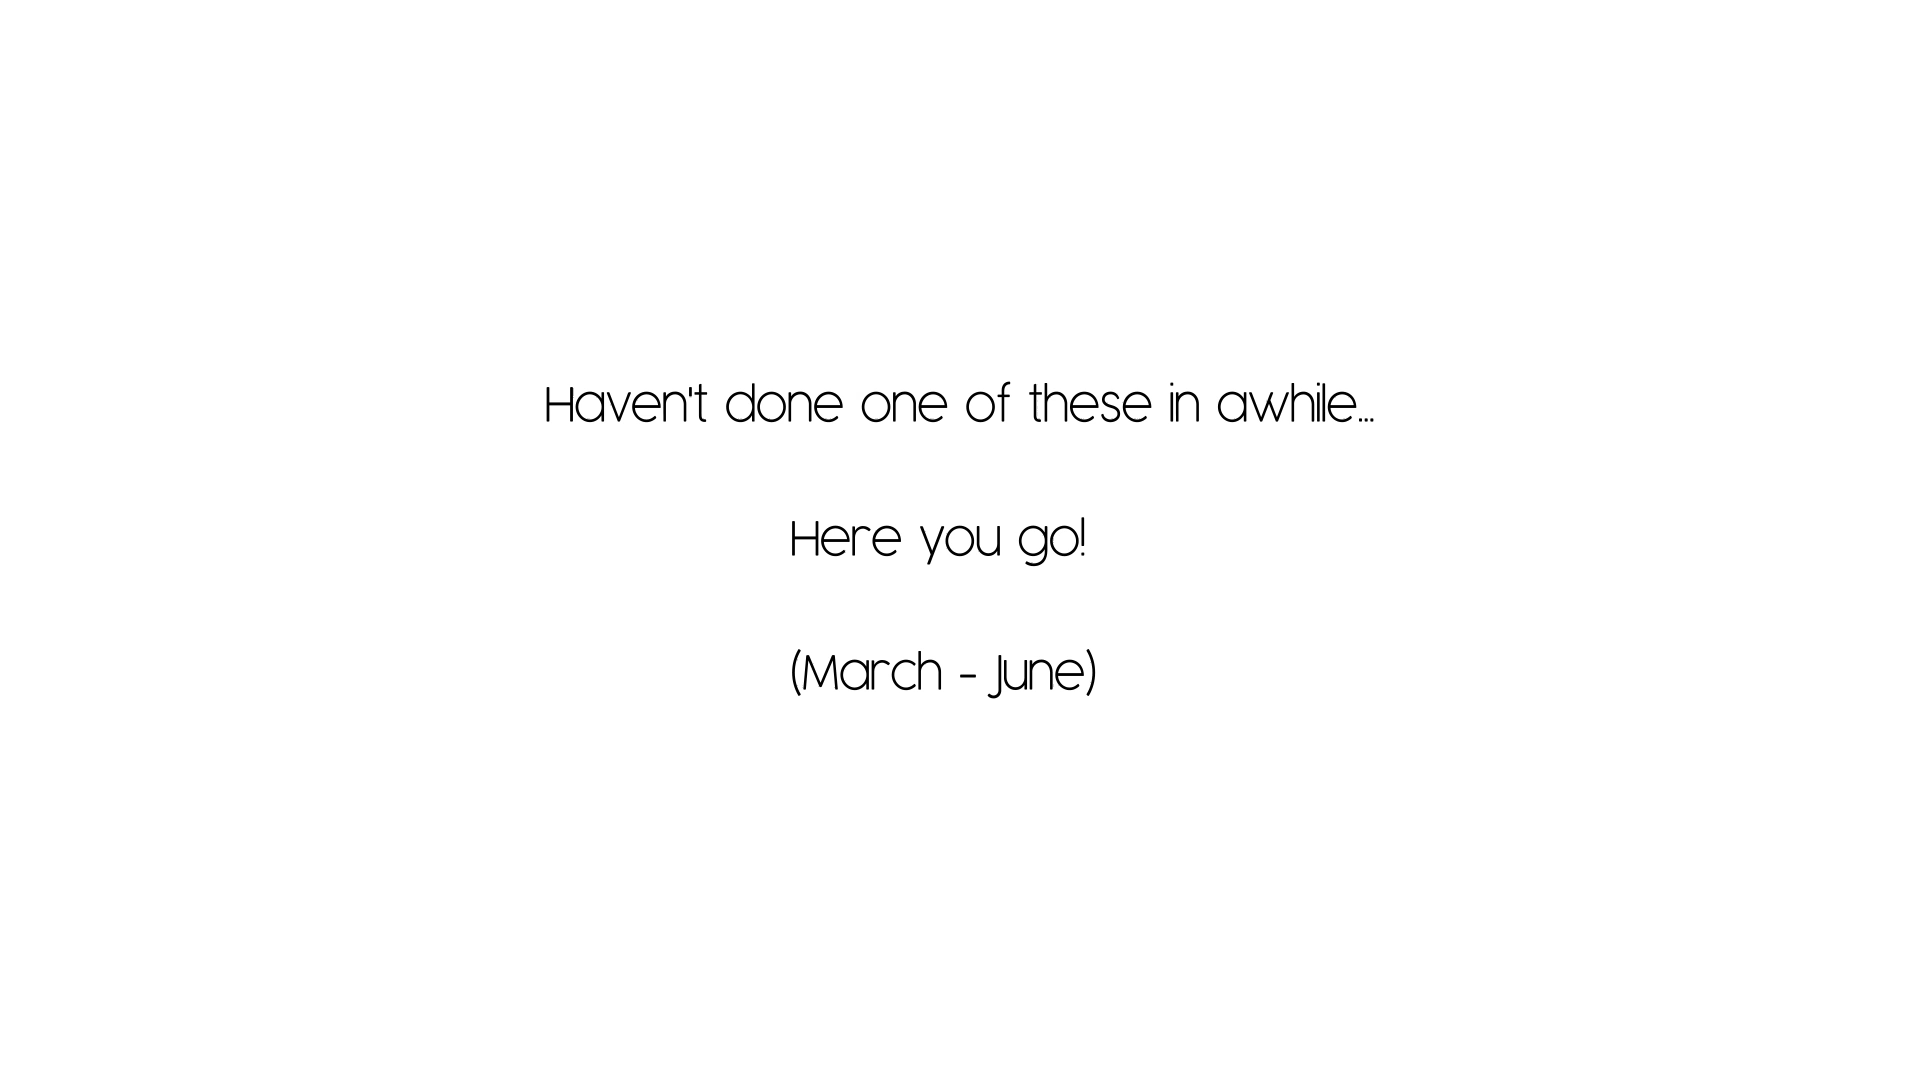 Haven't done one of these in awhile...
Here you go!
(March - June)